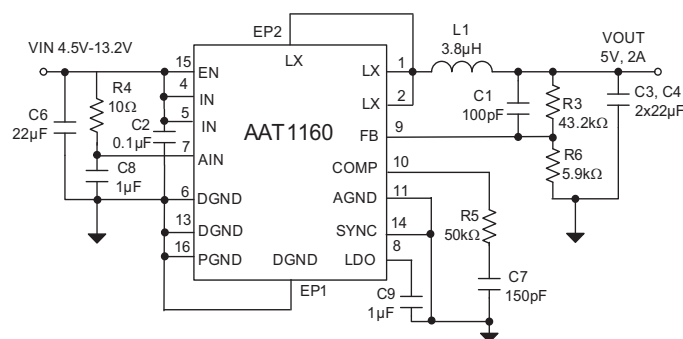 EP2
VIN 4.5V-13.2V
L1
3.8µH
VOUT
5V, 2A
LX
15
EN
LX
1
R4
10Ω
4
IN
LX
2
C6
22µF
C1
100pF
R3
43.2kΩ
C3, C4
2x22µF
5
IN
C2
0.1µF
AAT1160
FB
9
7
AIN
COMP
10
R6
5.9kΩ
C8
1µF
6
DGND
AGND
11
R5
50kΩ
13
DGND
SYNC
14
16
PGND
DGND
LDO
8
EP1
C9
1µF
C7
150pF